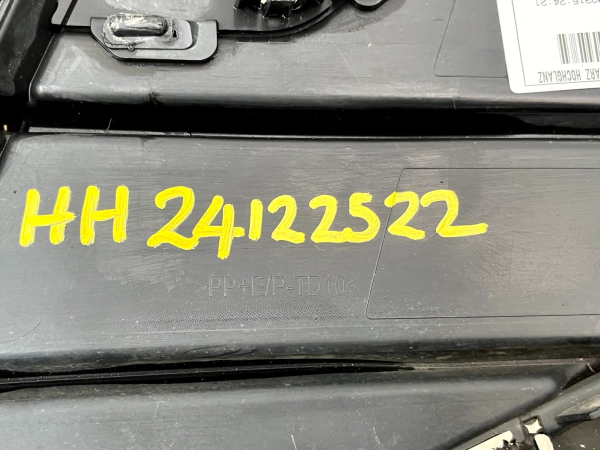 ARZ HOCHGLANZ
HH 24122522
>PP+E/P-TD10<